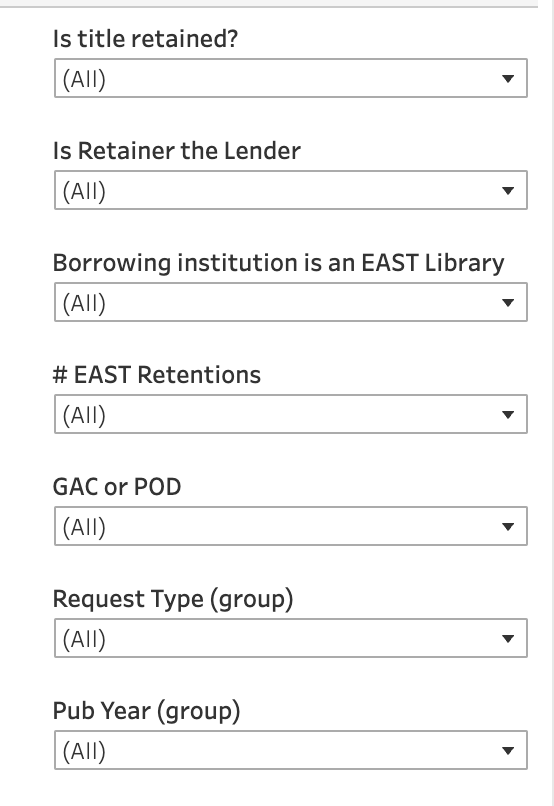 Is title retained?
(All)
Is Retainer the Lender
(All)
Borrowing institution is an EAST Library
(All)
# EAST Retentions
(All)
GAC or POD
(All)
Request Type (group)
(All)
Pub Year (group)
(All)